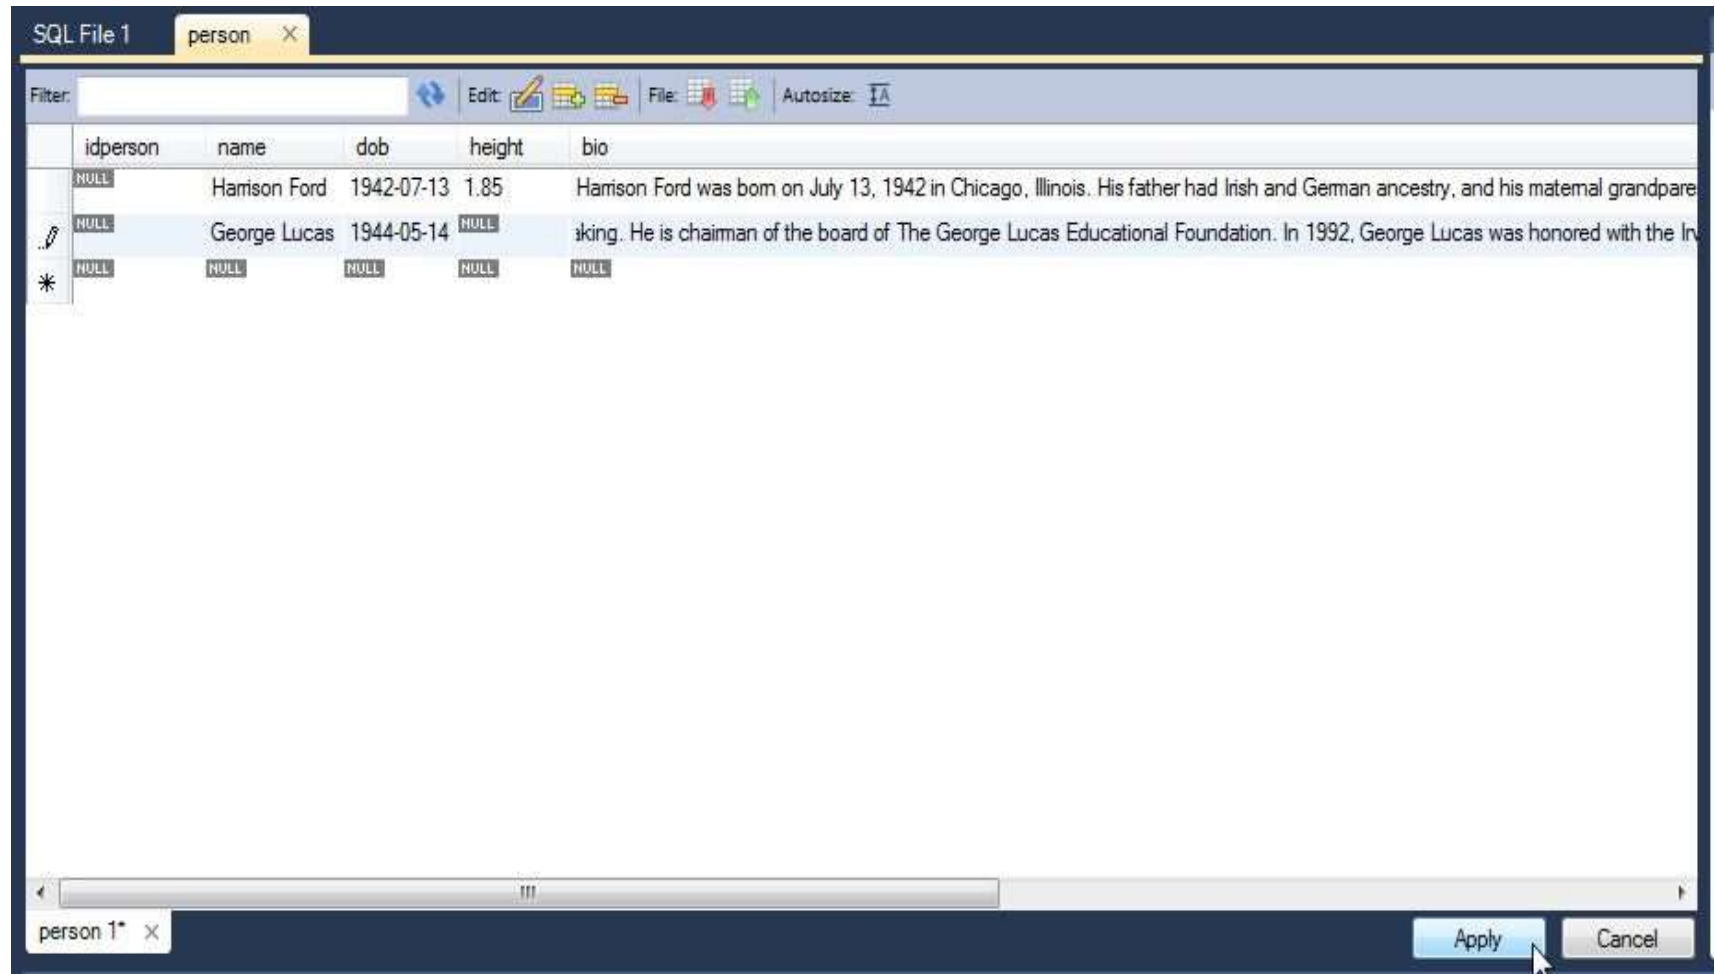 SQL File 1 person ×
Filter: Edit: File: Autosize: IA
idperson name dob height bio
NULL Harrison Ford 1942-07-13 1.85 Harrison Ford was born on July 13, 1942 in Chicago, Illinois. His father had Irish and German ancestry, and his maternal grandpare
NULL George Lucas 1944-05-14 NULL king. He is chairman of the board of The George Lucas Educational Foundation. In 1992, George Lucas was honored with the Irv
NULL NULL NULL NULL NULL
person 1* ×
Apply Cancel